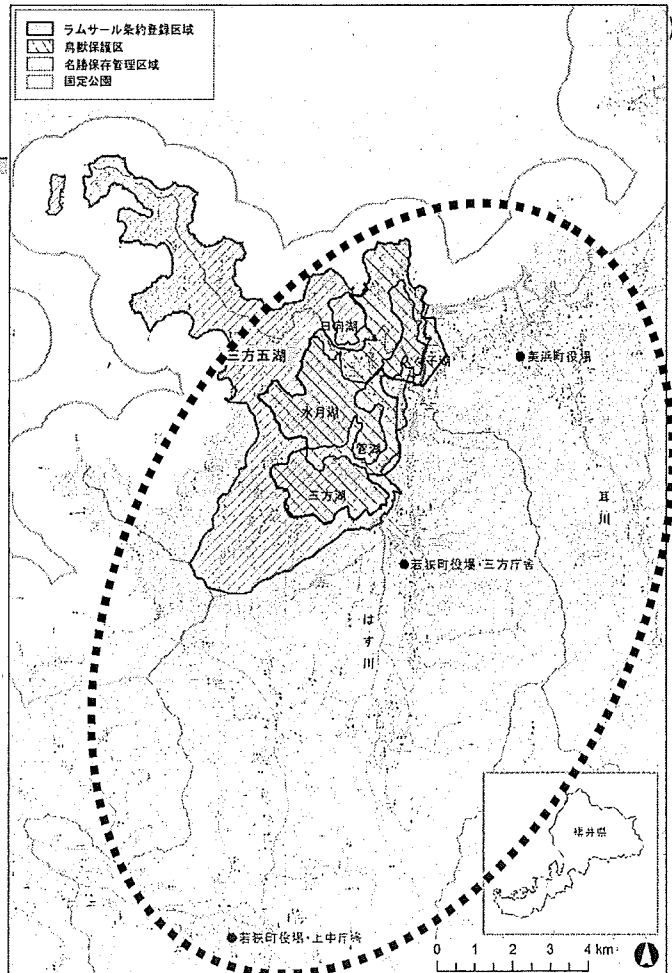 ラムサール条約登録区域
鳥獣保護区
名勝保存管理区域
国定公園
日向湖
三方五湖
美浜町役場
水月湖
菅湖
三方湖
耳川
若狭町役場・三方庁舎
はす川
福井県
若狭町役場・上中庁舎
0 1 2 3 4 km